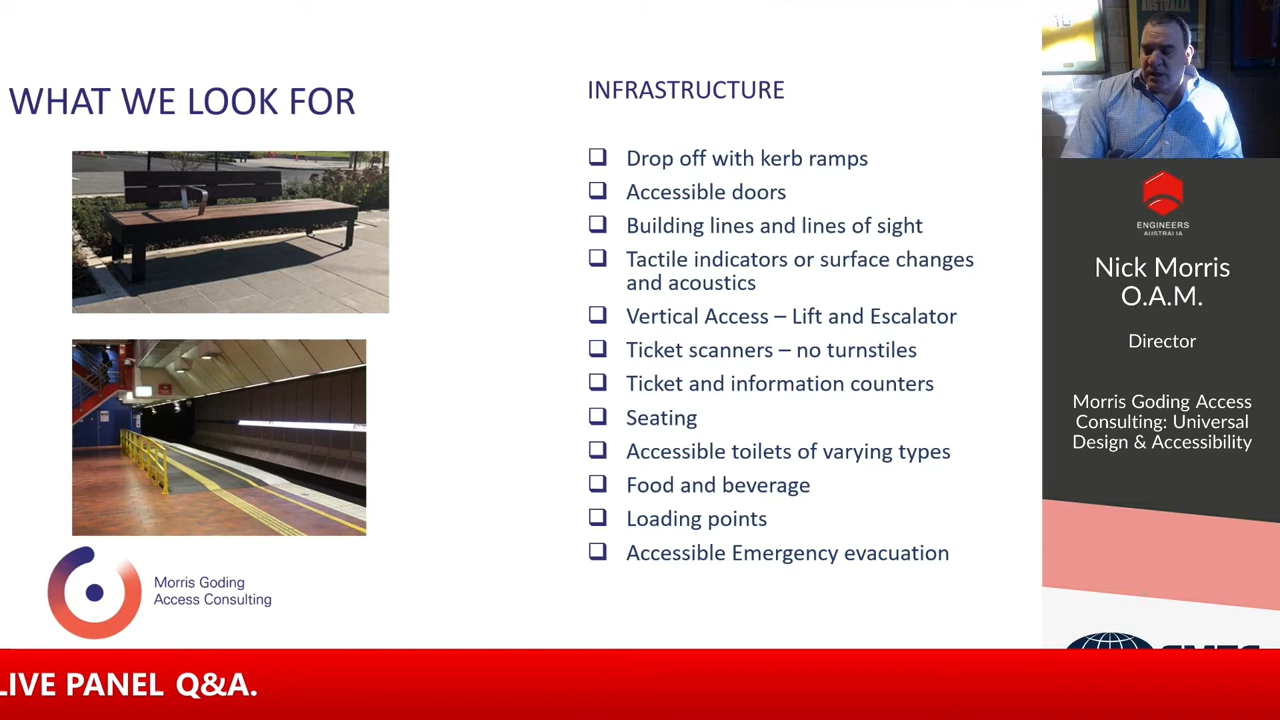 WHAT WE LOOK FOR
INFRASTRUCTURE
❑ Drop off with kerb ramps
❑ Accessible doors
❑ Building lines and lines of sight
❑ Tactile indicators or surface changes
and acoustics
❑ Vertical Access – Lift and Escalator
❑ Ticket scanners – no turnstiles
❑ Ticket and information counters
❑ Seating
❑ Accessible toilets of varying types
❑ Food and beverage
❑ Loading points
❑ Accessible Emergency evacuation
Morris Goding
Access Consulting
AUSTRALIA
ENGINEERS
AUSTRALIA
Nick Morris
O.A.M.
Director
Morris Goding Access
Consulting: Universal
Design & Accessibility
LIVE PANEL Q&A.